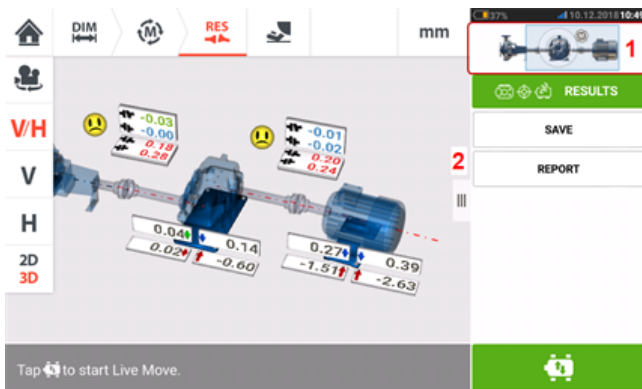 37% 10.12.2018 10:49
DIM
M
RES
mm
1
RESULTS
SAVE
REPORT
2
V/H
V
H
2D
3D
-0.03
-0.00
0.18
0.28
-0.01
-0.02
0.20
0.24
0.04 0.14
0.02 -0.60
0.27 0.39
-1.51 -2.63
Tap to start Live Move.